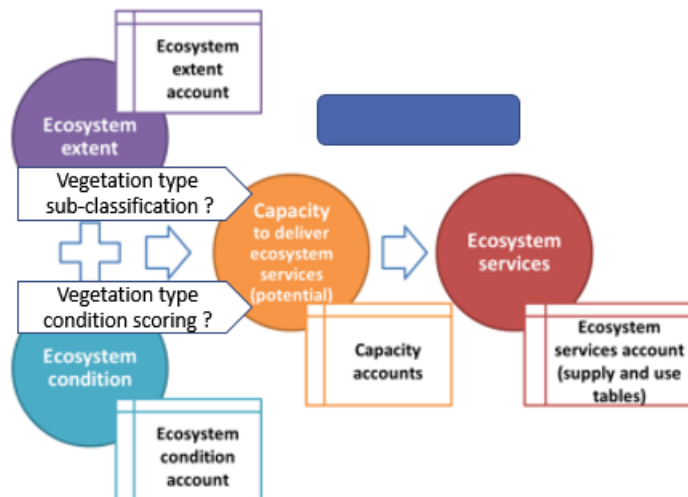 Ecosystem
extent
account
Ecosystem
extent
Vegetation type
sub-classification ?
Capacity
to deliver
ecosystem
services
(potential)
Ecosystem
services
Vegetation type
condition scoring ?
Ecosystem
condition
Capacity
accounts
Ecosystem
services account
(supply and use
tables)
Ecosystem
condition
account